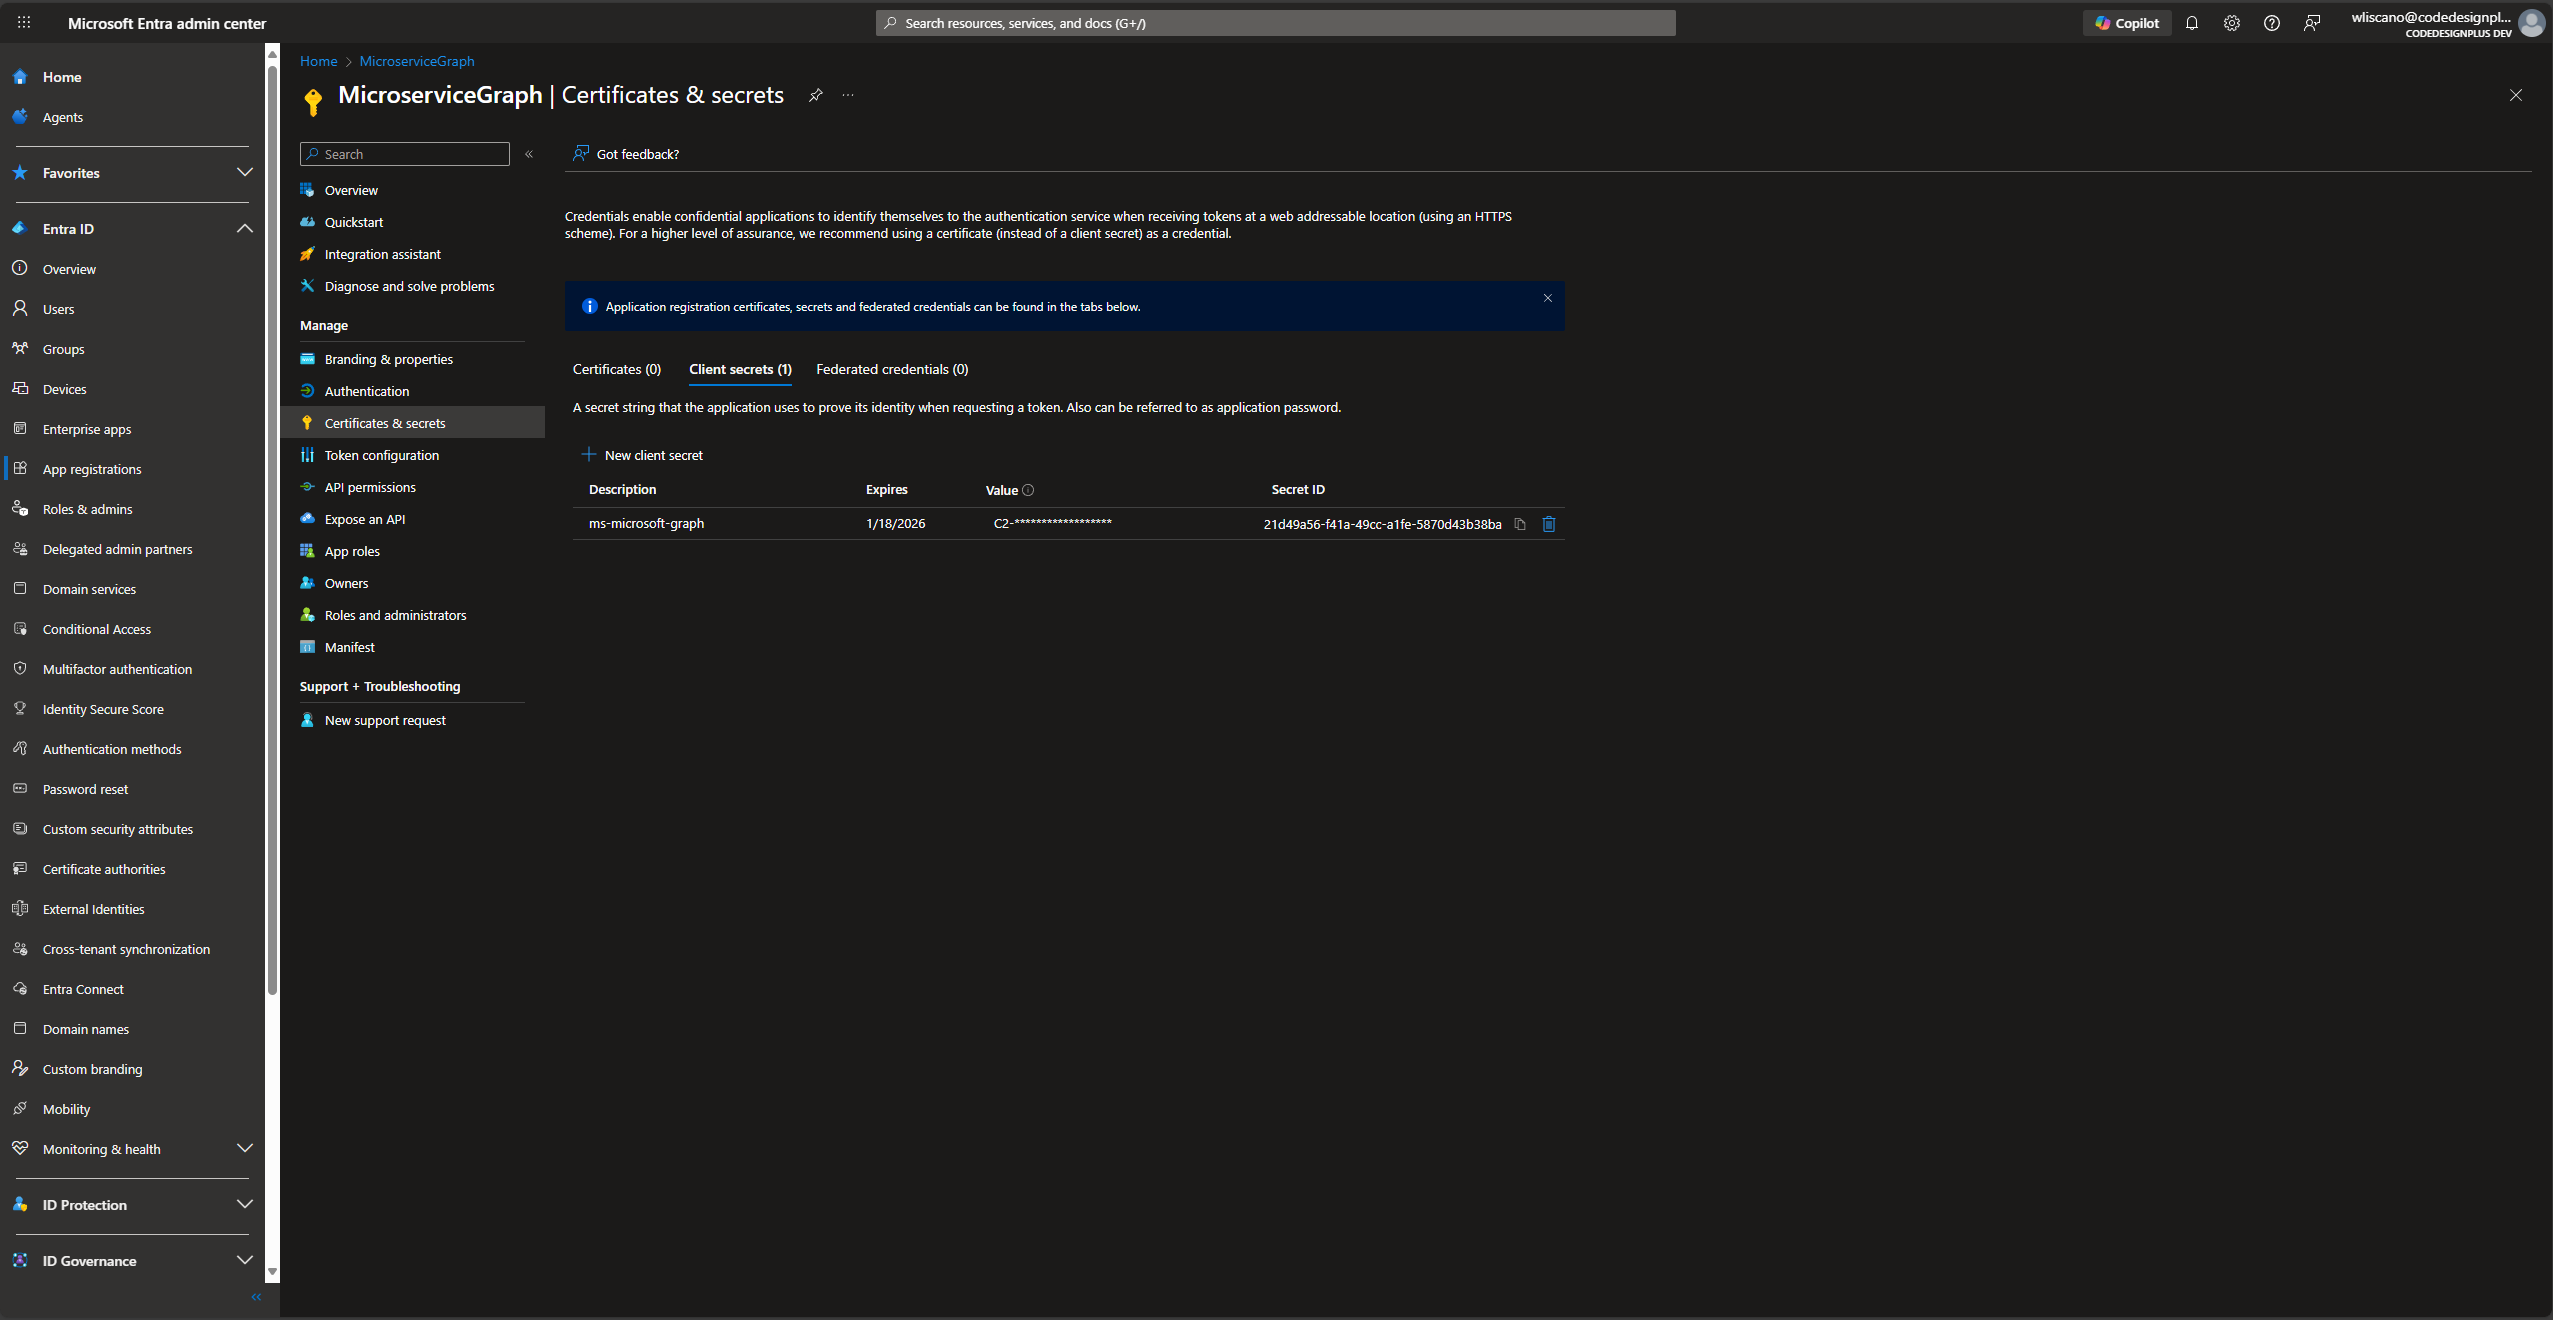 Microsoft Entra admin center
Search resources, services, and docs (G+/)
Copilot
wliscano@codedesignpl...
CODEDESIGNPLUS DEV
Home
Agents
Favorites
Entra ID
Overview
Users
Groups
Devices
Enterprise apps
App registrations
Roles & admins
Delegated admin partners
Domain services
Conditional Access
Multifactor authentication
Identity Secure Score
Authentication methods
Password reset
Custom security attributes
Certificate authorities
External Identities
Cross-tenant synchronization
Entra Connect
Domain names
Custom branding
Mobility
Monitoring & health
ID Protection
ID Governance
Home > MicroserviceGraph
MicroserviceGraph | Certificates & secrets
Search
Overview
Quickstart
Integration assistant
Diagnose and solve problems
Manage
Branding & properties
Authentication
Certificates & secrets
Token configuration
API permissions
Expose an API
App roles
Owners
Roles and administrators
Manifest
Support + Troubleshooting
New support request
Got feedback?
Credentials enable confidential applications to identify themselves to the authentication service when receiving tokens at a web addressable location (using an HTTPS
scheme). For a higher level of assurance, we recommend using a certificate (instead of a client secret) as a credential.
Application registration certificates, secrets and federated credentials can be found in the tabs below.
Certificates (0) Client secrets (1) Federated credentials (0)
A secret string that the application uses to prove its identity when requesting a token. Also can be referred to as application password.
New client secret
Description Expires Value Secret ID
ms-microsoft-graph 1/18/2026 C2-****************** 21d49a56-f41a-49cc-a1fe-5870d43b38ba